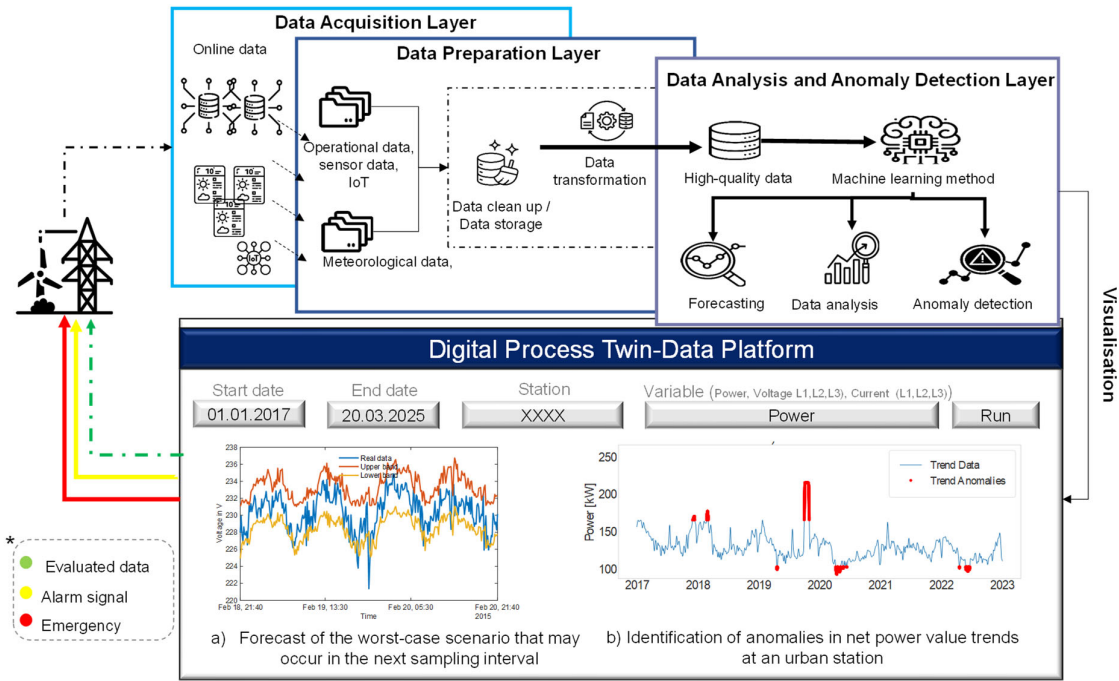 Data Acquisition Layer
Online data
Data Preparation Layer
Operational data,
sensor data,
IoT
Meteorological data,
Data clean up /
Data storage
Data
transformation
Data Analysis and Anomaly Detection Layer
High-quality data
Machine learning method
Forecasting
Data analysis
Anomaly detection
10
10
10
IoT
Visualisation
Digital Process Twin-Data Platform
Start date
End date
Station
Variable (Power, Voltage L1,L2,L3), Current (L1,L2,L3))
01.01.2017
20.03.2025
XXXX
Power
Run
Real data
Upper band
Lower band
Voltage in V
238
236
234
232
230
228
226
224
222
220
Feb 18, 21:40
Feb 19, 13:30
Feb 20, 05:30
Feb 20, 21:40
2015
Time
Trend Data
Trend Anomalies
Power [kW]
250
200
150
100
2017
2018
2019
2020
2021
2022
2023
a) Forecast of the worst-case scenario that may
occur in the next sampling interval
b) Identification of anomalies in net power value trends
at an urban station
*
Evaluated data
Alarm signal
Emergency